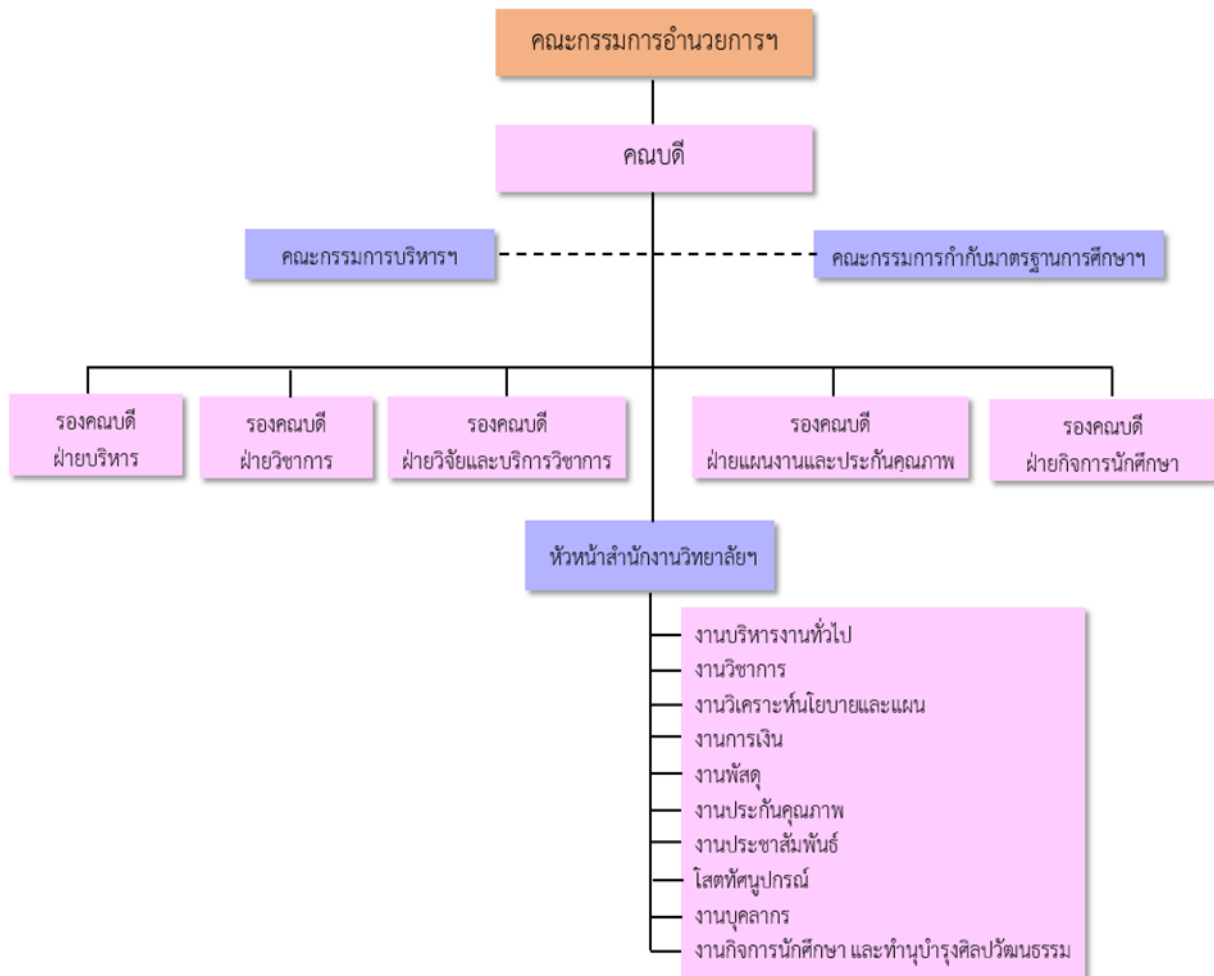 คณะกรรมการอำนวยการฯ
คณบดี
คณะกรรมการบริหารฯ
คณะกรรมการกำกับมาตรฐานการศึกษาฯ
รองคณบดี
ฝ่ายบริหาร
รองคณบดี
ฝ่ายวิชาการ
รองคณบดี
ฝ่ายวิจัยและบริการวิชาการ
รองคณบดี
ฝ่ายแผนงานและประกันคุณภาพ
รองคณบดี
ฝ่ายกิจการนักศึกษา
หัวหน้าสำนักงานวิทยาลัยฯ
งานบริหารงานทั่วไป
งานวิชาการ
งานวิเคราะห์นโยบายและแผน
งานการเงิน
งานพัสดุ
งานประกันคุณภาพ
งานประชาสัมพันธ์
โสตทัศนูปกรณ์
งานบุคลากร
งานกิจการนักศึกษา และทำนุบำรุงศิลปวัฒนธรรม